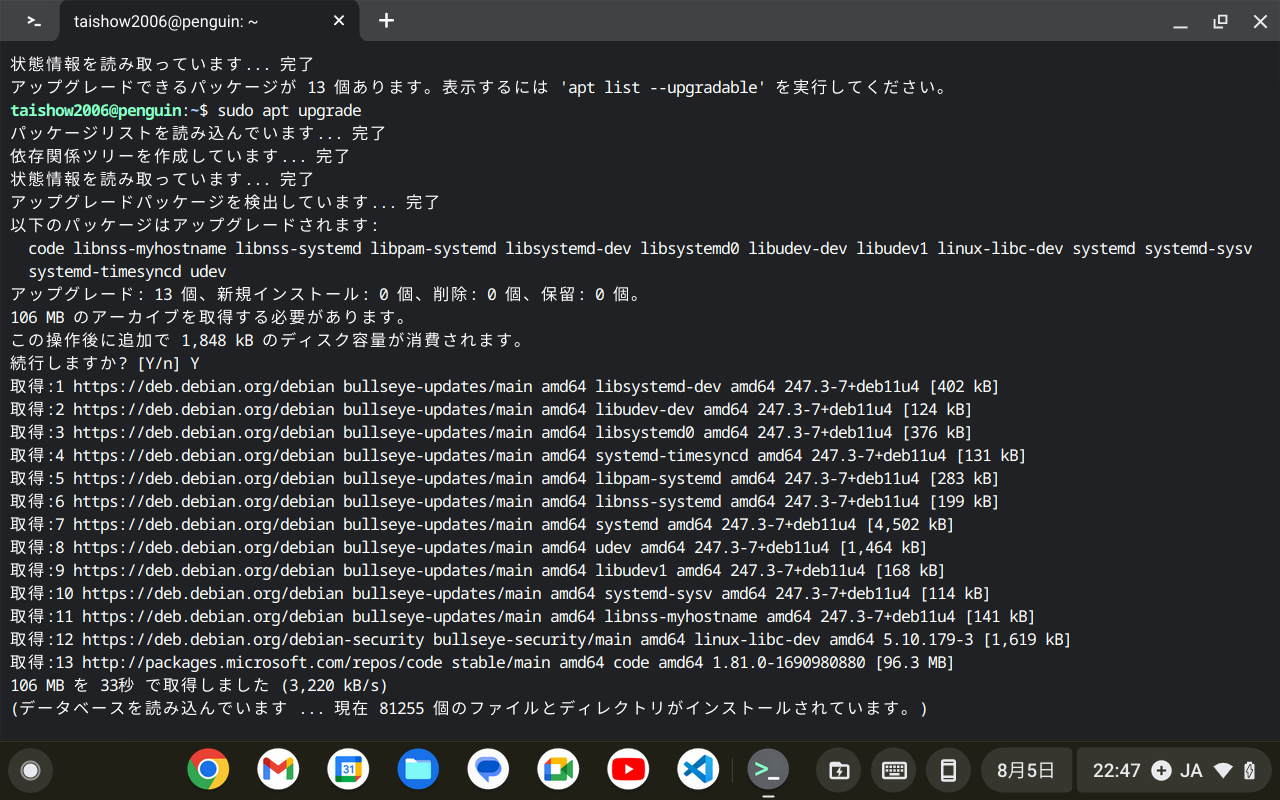 taishow2006@penguin: ~
状態情報を読み取っています... 完了
アップグレードできるパッケージが 13 個あります。表示するには 'apt list --upgradable' を実行してください。
taishow2006@penguin:~$ sudo apt upgrade
パッケージリストを読み込んでいます... 完了
依存関係ツリーを作成しています... 完了
状態情報を読み取っています... 完了
アップグレードパッケージを検出しています... 完了
以下のパッケージはアップグレードされます:
  code libnss-myhostname libnss-systemd libpam-systemd libsystemd-dev libsystemd0 libudev-dev libudev1 linux-libc-dev systemd systemd-sysv
  systemd-timesyncd udev
アップグレード: 13 個、新規インストール: 0 個、削除: 0 個、保留: 0 個。
106 MB のアーカイブを取得する必要があります。
この操作後に追加で 1,848 kB のディスク容量が消費されます。
続行しますか? [Y/n] Y
取得:1 https://deb.debian.org/debian bullseye-updates/main amd64 libsystemd-dev amd64 247.3-7+deb11u4 [402 kB]
取得:2 https://deb.debian.org/debian bullseye-updates/main amd64 libudev-dev amd64 247.3-7+deb11u4 [124 kB]
取得:3 https://deb.debian.org/debian bullseye-updates/main amd64 libsystemd0 amd64 247.3-7+deb11u4 [376 kB]
取得:4 https://deb.debian.org/debian bullseye-updates/main amd64 systemd-timesyncd amd64 247.3-7+deb11u4 [131 kB]
取得:5 https://deb.debian.org/debian bullseye-updates/main amd64 libpam-systemd amd64 247.3-7+deb11u4 [283 kB]
取得:6 https://deb.debian.org/debian bullseye-updates/main amd64 libnss-systemd amd64 247.3-7+deb11u4 [199 kB]
取得:7 https://deb.debian.org/debian bullseye-updates/main amd64 systemd amd64 247.3-7+deb11u4 [4,502 kB]
取得:8 https://deb.debian.org/debian bullseye-updates/main amd64 udev amd64 247.3-7+deb11u4 [1,464 kB]
取得:9 https://deb.debian.org/debian bullseye-updates/main amd64 libudev1 amd64 247.3-7+deb11u4 [168 kB]
取得:10 https://deb.debian.org/debian bullseye-updates/main amd64 systemd-sysv amd64 247.3-7+deb11u4 [114 kB]
取得:11 https://deb.debian.org/debian bullseye-updates/main amd64 libnss-myhostname amd64 247.3-7+deb11u4 [141 kB]
取得:12 https://deb.debian.org/debian-security bullseye-security/main amd64 linux-libc-dev amd64 5.10.179-3 [1,619 kB]
取得:13 http://packages.microsoft.com/repos/code stable/main amd64 code amd64 1.81.0-1690980880 [96.3 MB]
106 MB を 33秒 で取得しました (3,220 kB/s)
(データベースを読み込んでいます ... 現在 81255 個のファイルとディレクトリがインストールされています。)
31
8月5日 22:47 JA